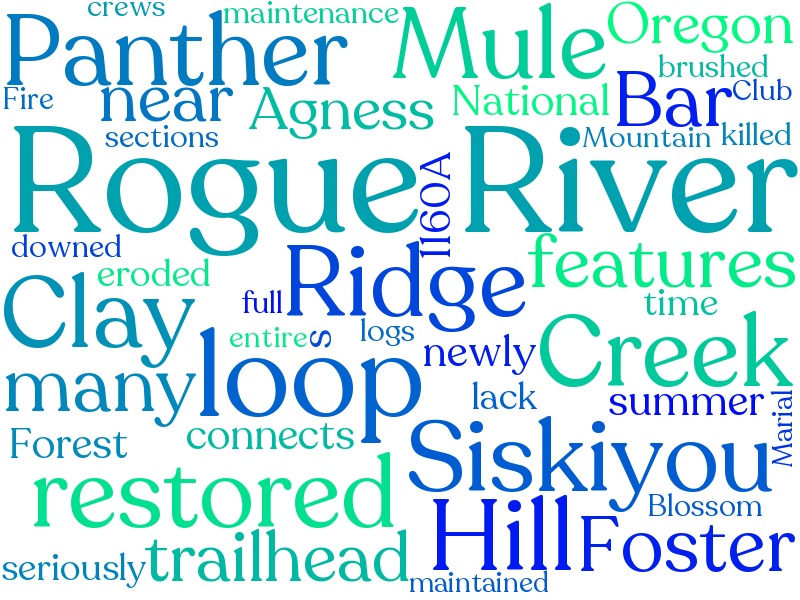 crews
maintenance
Panther
Mule
Oregon
brushed
Fire
near
Agness
National
Bar
Club
sections
Mountain
killed
Rogue
River
1160A
downed
eroded
Ridge
features
Clay
full
time
entire
s
logs
loop
newly
Creek
many
lack
summer
Marial
Forest
connects
Siskiyou
restored
Blossom
Hill
Foster
seriously
trailhead
maintained